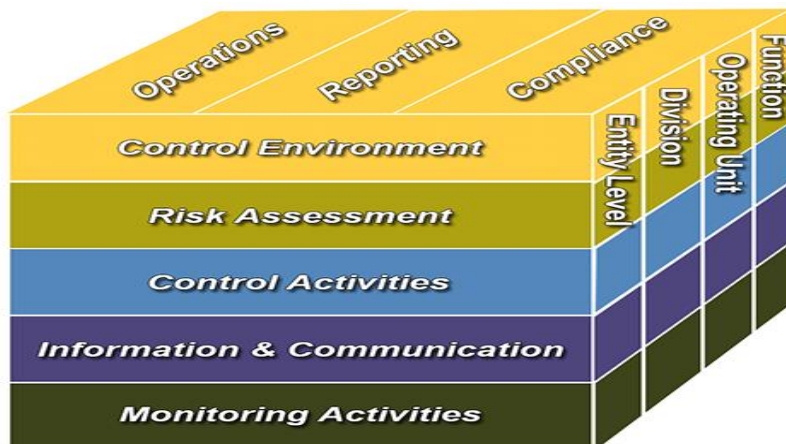 Operations
Reporting
Compliance
Control Environment
Risk Assessment
Control Activities
Information & Communication
Monitoring Activities
Entity Level
Division
Operating Unit
Function